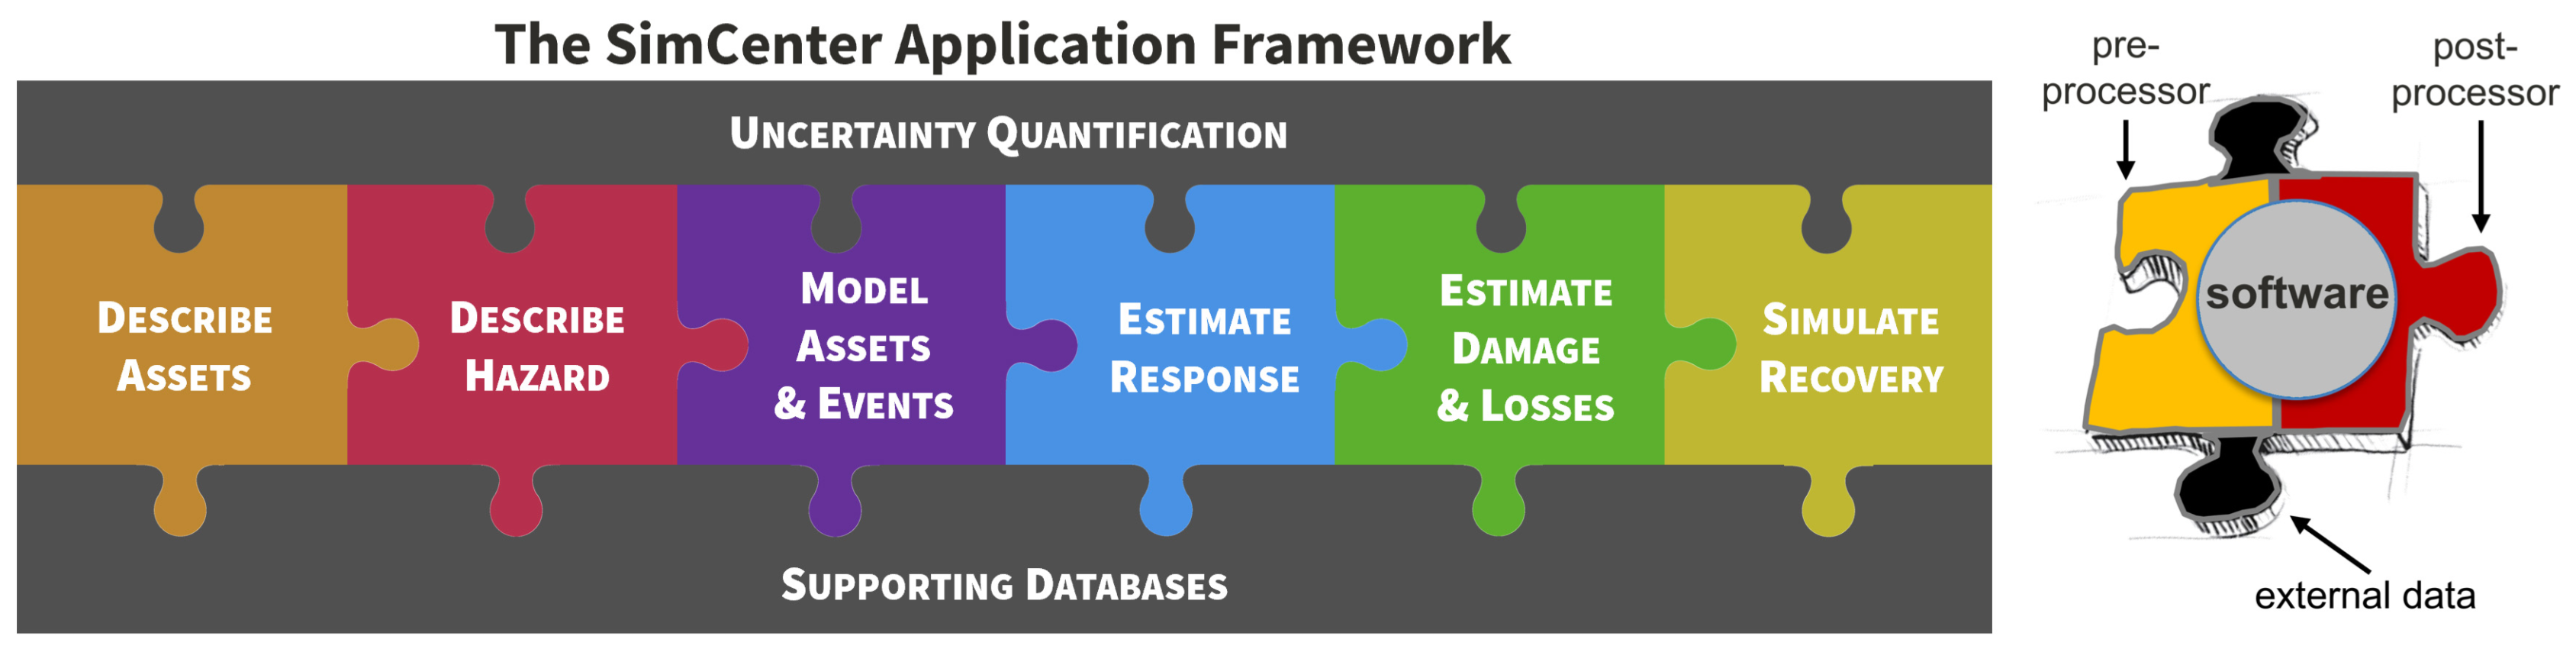 The SimCenter Application Framework
UNCERTAINTY QUANTIFICATION
DESCRIBE
ASSETS
DESCRIBE
HAZARD
MODEL
ASSETS
& EVENTS
ESTIMATE
RESPONSE
ESTIMATE
DAMAGE
& LOSSES
SIMULATE
RECOVERY
SUPPORTING DATABASES
pre-
processor
post-
processor
software
external data